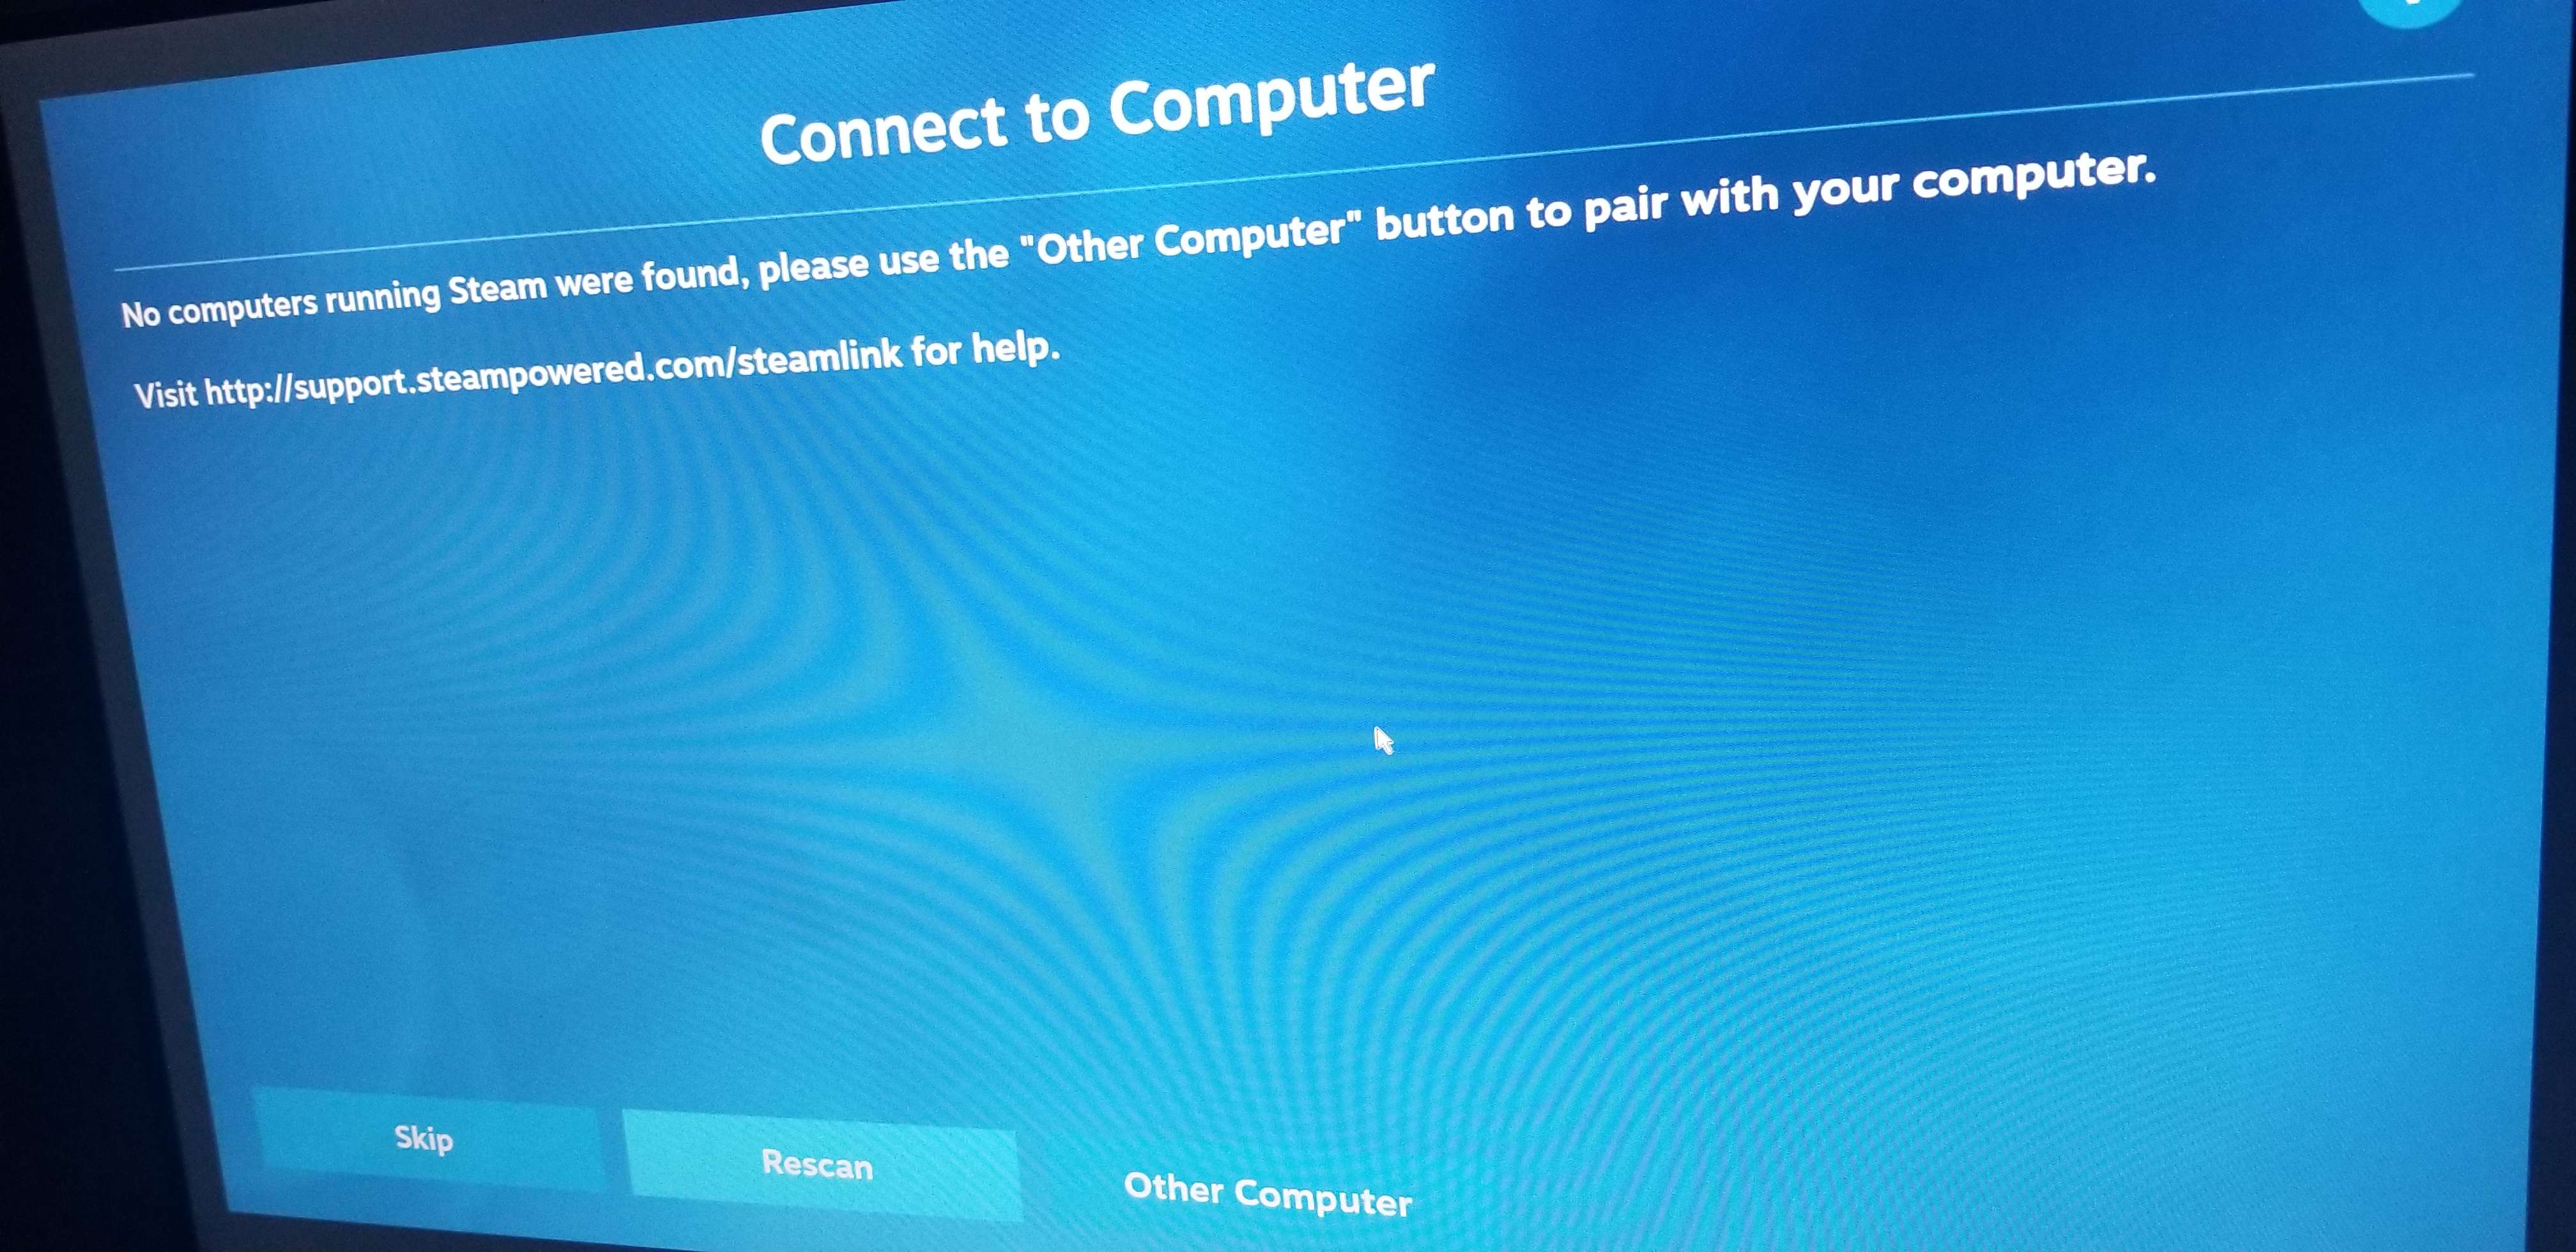 Connect to Computer
No computers running Steam were found, please use the "Other Computer" button to pair with your computer.
Visit http://support.steampowered.com/steamlink for help.
Skip
Rescan
Other Computer